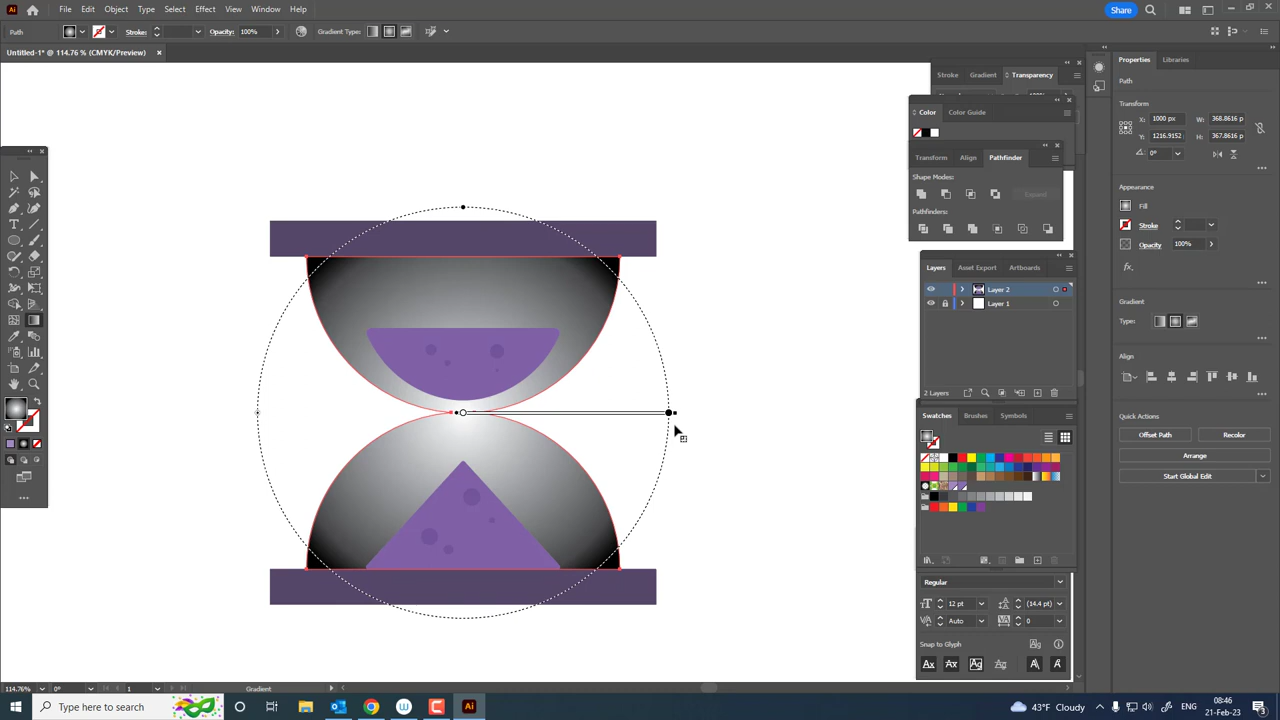 Ai File Edit Object Type Select Effect View Window Help Share
Path Stroke: Opacity: 100% Gradient Type:
Untitled-1* @ 114.76 % (CMYK/Preview) ×
Stroke Gradient Transparency
Color Color Guide
Transform Align Pathfinder
Shape Modes:
Expand
Pathfinders:
Layers Asset Export Artboards
Layer 2
Layer 1
2 Layers
Swatches Brushes Symbols
Regular
12 pt (14.4 pt)
Auto 0
Snap to Glyph
Properties Libraries
Path
Transform
X: 1000 px W: 368.8616 p
Y: 1216.9152 H: 367.8616 p
0°
Appearance
Fill
Stroke
Opacity 100%
fx
Gradient
Type:
Align
Quick Actions
Offset Path Recolor
Arrange
Start Global Edit
114.76% 0° 1 Gradient
Type here to search
43°F Cloudy
08:46
21-Feb-23